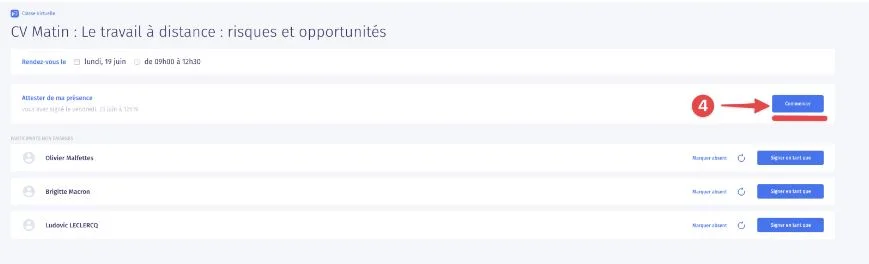 Classe Virtuelle
CV Matin : Le travail à distance : risques et opportunités
Rendez-vous le lundi, 19 juin de 09h00 à 12h30
Attester de ma présence
Vous avez signé le vendredi, 23 juin à
4
Commencer
PARTICIPANTS NON ÉMARGÉS
Olivier Malfettes Marquer absent Signer en tant que
Brigitte Macron Marquer absent Signer en tant que
Ludovic LECLERCQ Marquer absent Signer en tant que